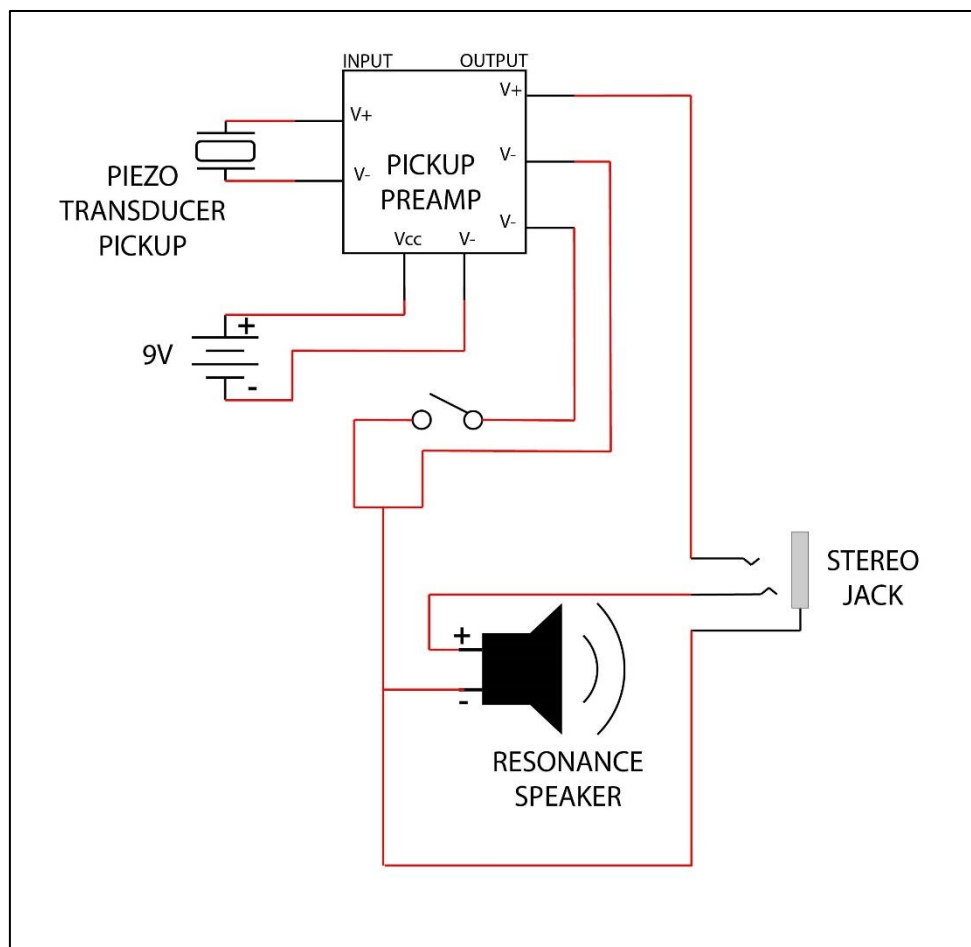 INPUT
OUTPUT
V+
V+
V-
V-
V-
PICKUP
PREAMP
Vcc
V-
PIEZO
TRANSDUCER
PICKUP
9V
+
-
STEREO
JACK
+
-
RESONANCE
SPEAKER